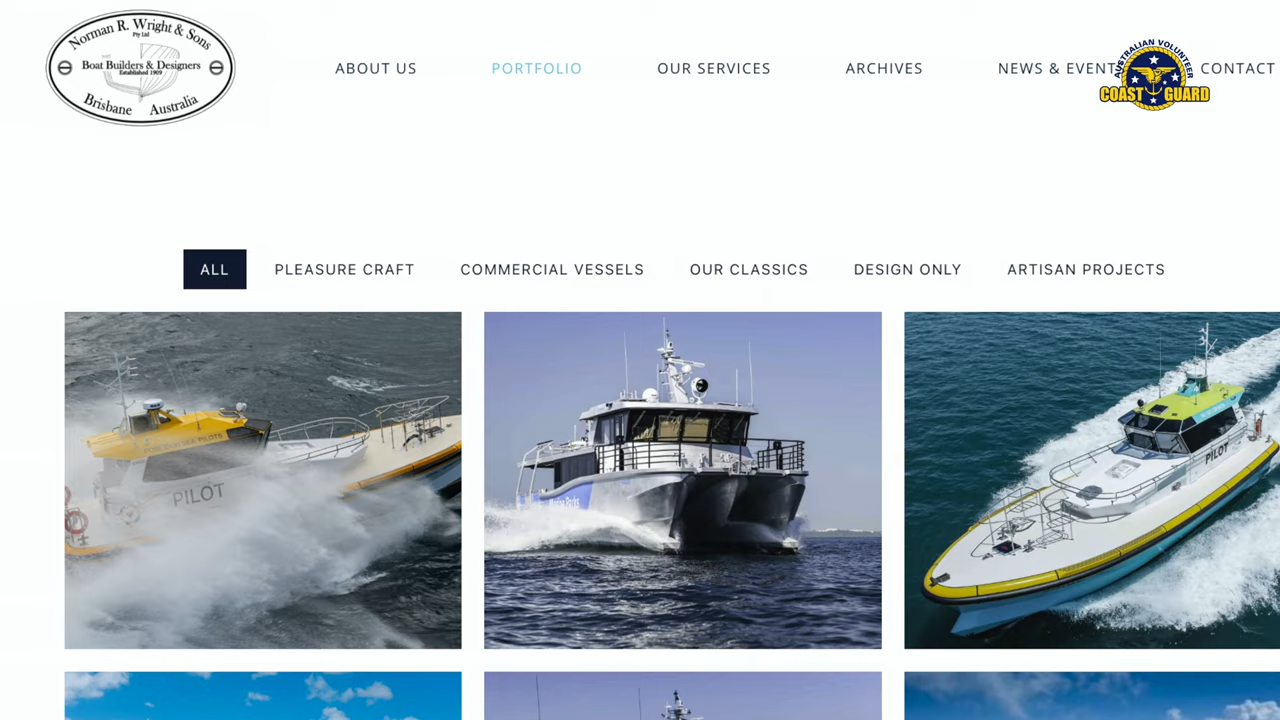 Norman R. Wright & Sons
Pty Ltd
Boat Builders & Designers
Established 1909
Brisbane Australia
ABOUT US
PORTFOLIO
OUR SERVICES
ARCHIVES
NEWS & EVENT
CONTACT
AUSTRALIAN VOLUNTEER
COAST GUARD
ALL
PLEASURE CRAFT
COMMERCIAL VESSELS
OUR CLASSICS
DESIGN ONLY
ARTISAN PROJECTS
PILOT
PILOT